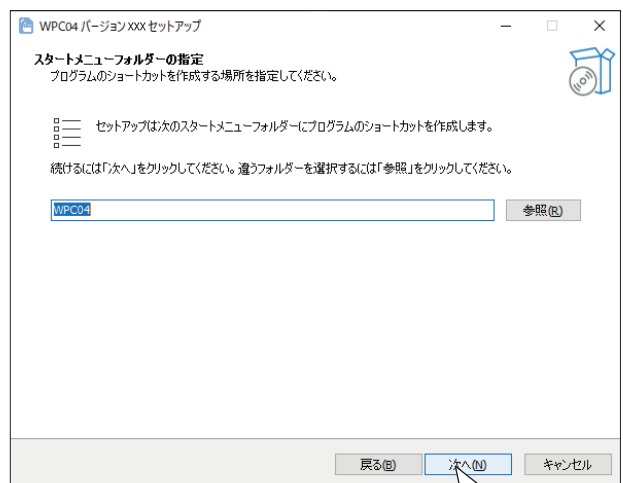 WPC04 バージョン XXX セットアップ
スタートメニューフォルダーの指定
プログラムのショートカットを作成する場所を指定してください。
セットアップは次のスタートメニューフォルダーにプログラムのショートカットを作成します。
続けるには「次へ」をクリックしてください。違うフォルダーを選択するには「参照」をクリックしてください。
WPC04 参照(R)
戻る(B) 次へ(N) キャンセル